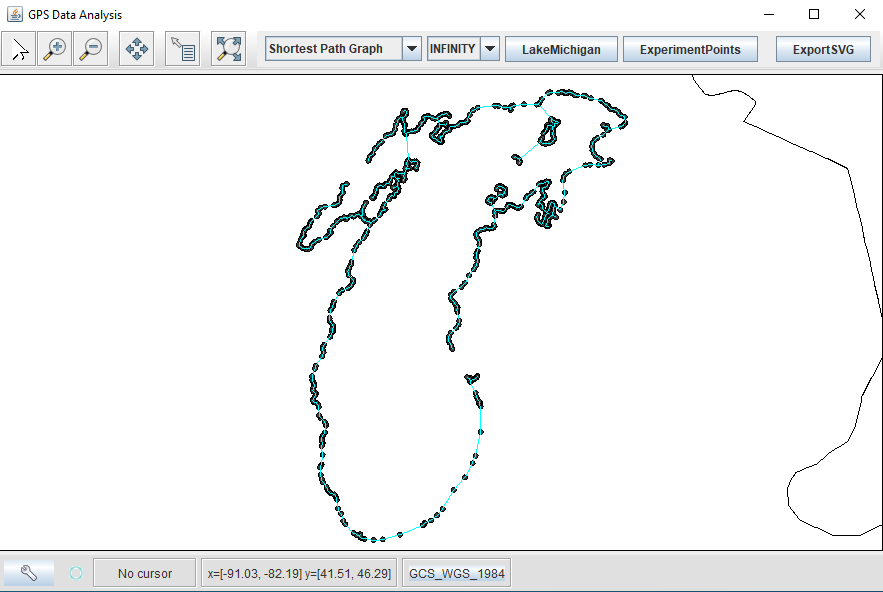 GPS Data Analysis
Shortest Path Graph INFINITY LakeMichigan ExperimentPoints ExportSVG
No cursor x=[-91.03, -82.19] y=[41.51, 46.29] GCS_WGS_1984